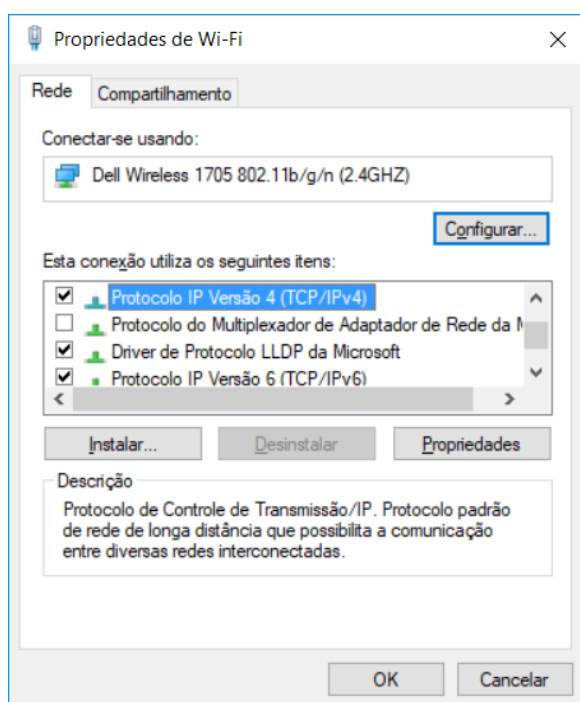 Propriedades de Wi-Fi
Rede
Compartilhamento
Conectar-se usando:
Dell Wireless 1705 802.11b/g/n (2.4GHZ)
Configurar...
Esta conexão utiliza os seguintes itens:
Protocolo IP Versão 4 (TCP/IPv4)
Protocolo do Multiplexador de Adaptador de Rede da
Driver de Protocolo LLDP da Microsoft
Protocolo IP Versão 6 (TCP/IPv6)
Instalar...
Desinstalar
Propriedades
Descrição
Protocolo de Controle de Transmissão/IP. Protocolo padrão
de rede de longa distância que possibilita a comunicação
entre diversas redes interconectadas.
OK
Cancelar